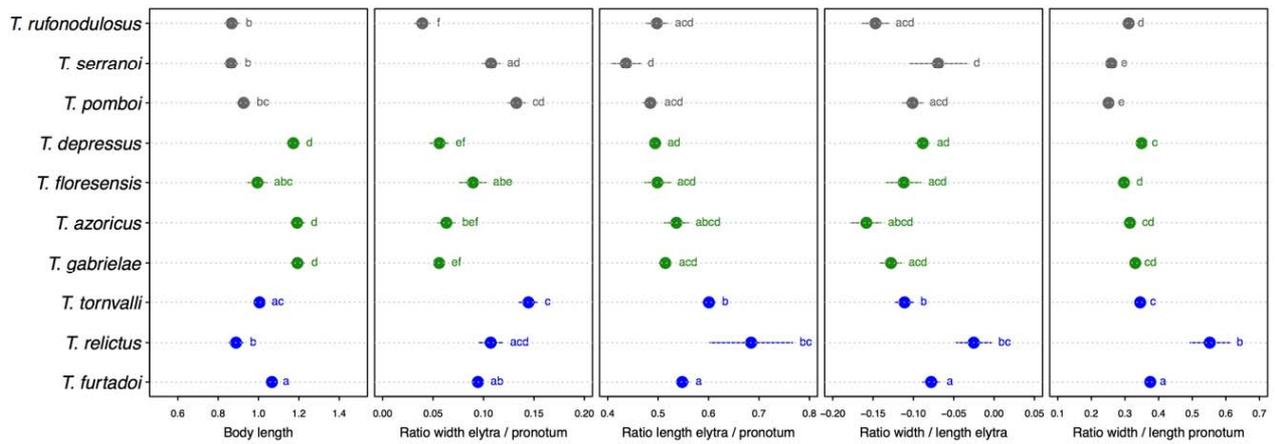 T. rufonodulosus b f acd acd d
T. serranoi b ad d d e
T. pomboi bc cd acd acd e
T. depressus d ef ad ad c
T. floresensis abc abe acd acd d
T. azoricus d bef abcd abcd cd
T. gabrielae d ef acd acd cd
T. tornvalli ac c b b c
T. relictus b acd bc bc b
T. furtadoi a ab a a a
0.6 0.8 1.0 1.2 1.4 0.00 0.05 0.10 0.15 0.20 0.4 0.5 0.6 0.7 0.8 −0.20 −0.15 −0.10 −0.05 0.00 0.05 0.1 0.2 0.3 0.4 0.5 0.6 0.7
Body length Ratio width elytra / pronotum Ratio length elytra / pronotum Ratio width / length elytra Ratio width / length pronotum